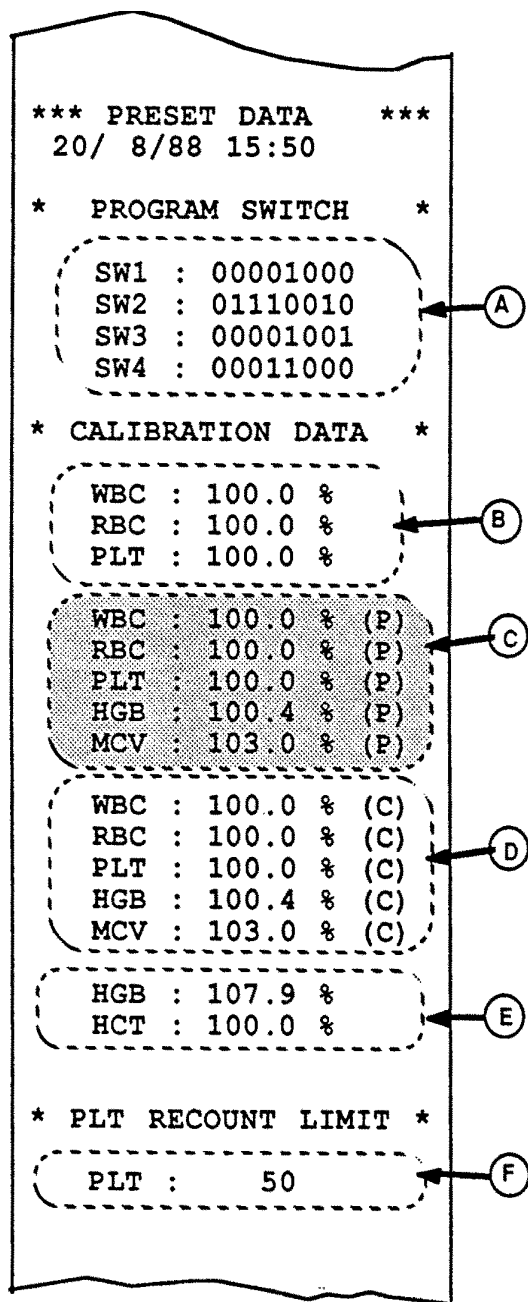 *** PRESET DATA ***
20/ 8/88 15:50
* PROGRAM SWITCH *
SW1 : 00001000
SW2 : 01110010
SW3 : 00001001
SW4 : 00011000
A
* CALIBRATION DATA *
WBC : 100.0 %
RBC : 100.0 %
PLT : 100.0 %
B
WBC : 100.0 % (P)
RBC : 100.0 % (P)
PLT : 100.0 % (P)
HGB : 100.4 % (P)
MCV : 103.0 % (P)
C
WBC : 100.0 % (C)
RBC : 100.0 % (C)
PLT : 100.0 % (C)
HGB : 100.4 % (C)
MCV : 103.0 % (C)
D
HGB : 107.9 %
HCT : 100.0 %
E
* PLT RECOUNT LIMIT *
PLT : 50
F